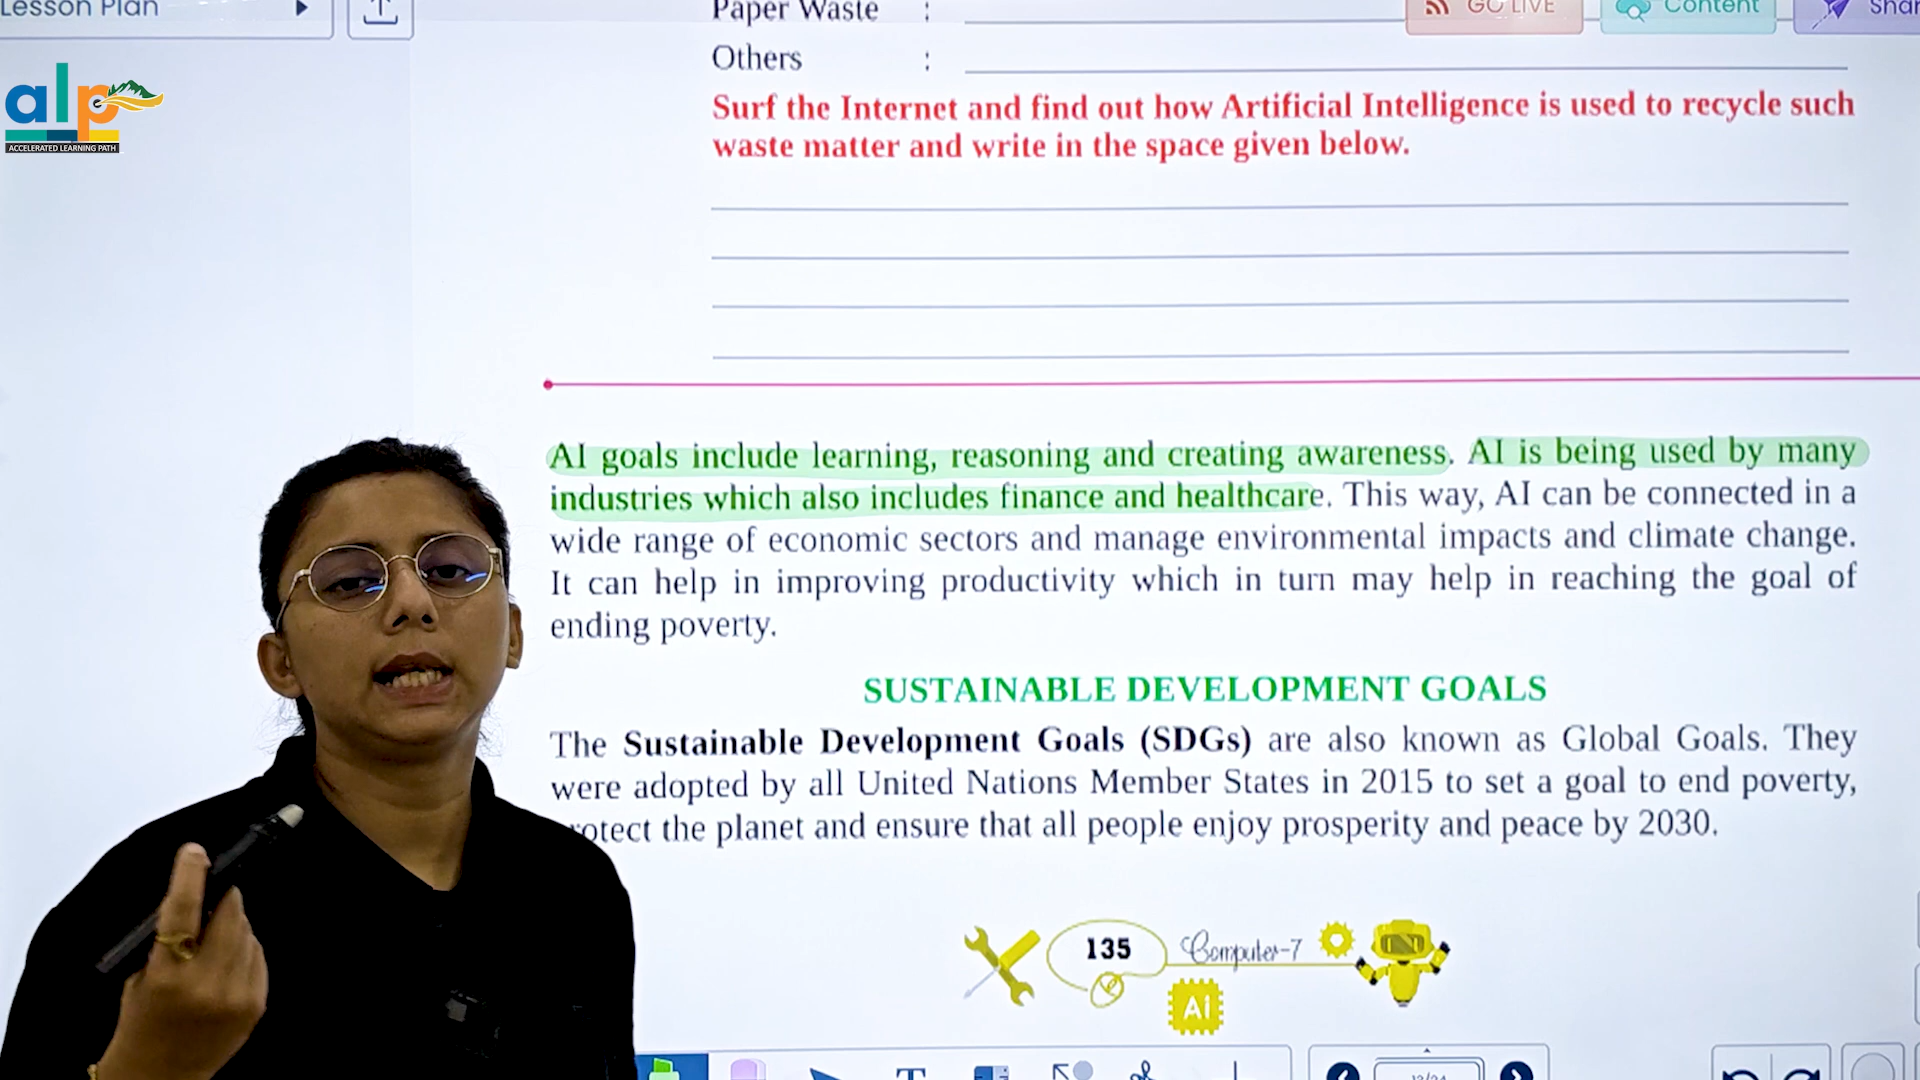 Lesson Plan
GO LIVE
Content
alp
ACCELERATED LEARNING PATH
Paper Waste :
Others :
Surf the Internet and find out how Artificial Intelligence is used to recycle such
waste matter and write in the space given below.
AI goals include learning, reasoning and creating awareness. AI is being used by many
industries which also includes finance and healthcare. This way, AI can be connected in a
wide range of economic sectors and manage environmental impacts and climate change.
It can help in improving productivity which in turn may help in reaching the goal of
ending poverty.
SUSTAINABLE DEVELOPMENT GOALS
The Sustainable Development Goals (SDGs) are also known as Global Goals. They
were adopted by all United Nations Member States in 2015 to set a goal to end poverty,
rotect the planet and ensure that all people enjoy prosperity and peace by 2030.
135 Computer-7
AI